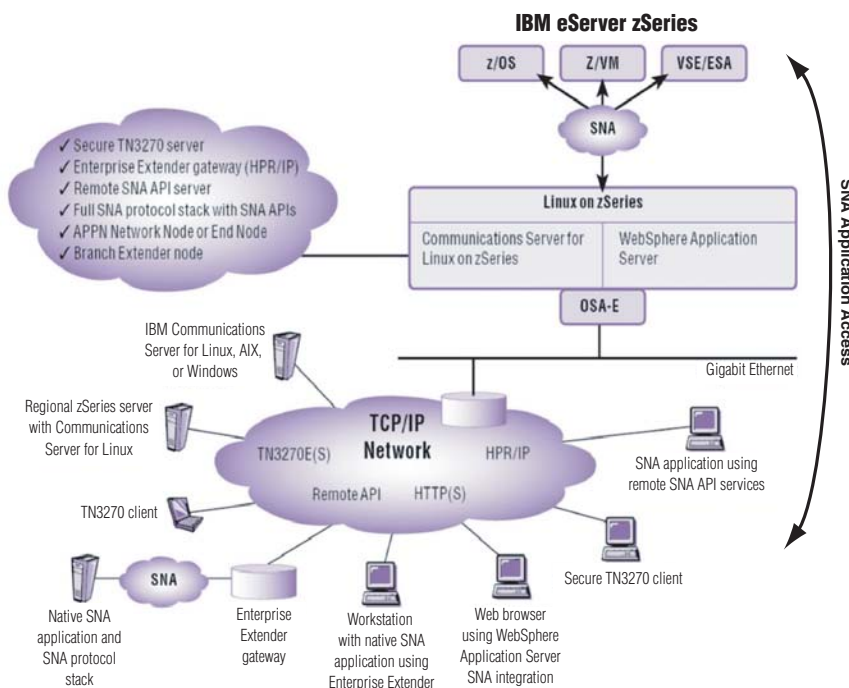 IBM eServer zSeries
z/OS
Z/VM
VSE/ESA
SNA
✓ Secure TN3270 server
✓ Enterprise Extender gateway (HPR/IP)
✓ Remote SNA API server
✓ Full SNA protocol stack with SNA APIs
✓ APPN Network Node or End Node
✓ Branch Extender node
Linux on zSeries
Communications Server for
Linux on zSeries
WebSphere Application
Server
OSA-E
SNA Application Access
Gigabit Ethernet
IBM Communications
Server for Linux, AIX,
or Windows
Regional zSeries server
with Communications
Server for Linux
TN3270 client
TCP/IP
Network
TN3270E(S)
HPR/IP
Remote API
HTTP(S)
SNA application using
remote SNA API services
Secure TN3270 client
SNA
Native SNA
application and
SNA protocol
stack
Enterprise
Extender
gateway
Workstation
with native SNA
application using
Enterprise Extender
Web browser
using WebSphere
Application Server
SNA integration